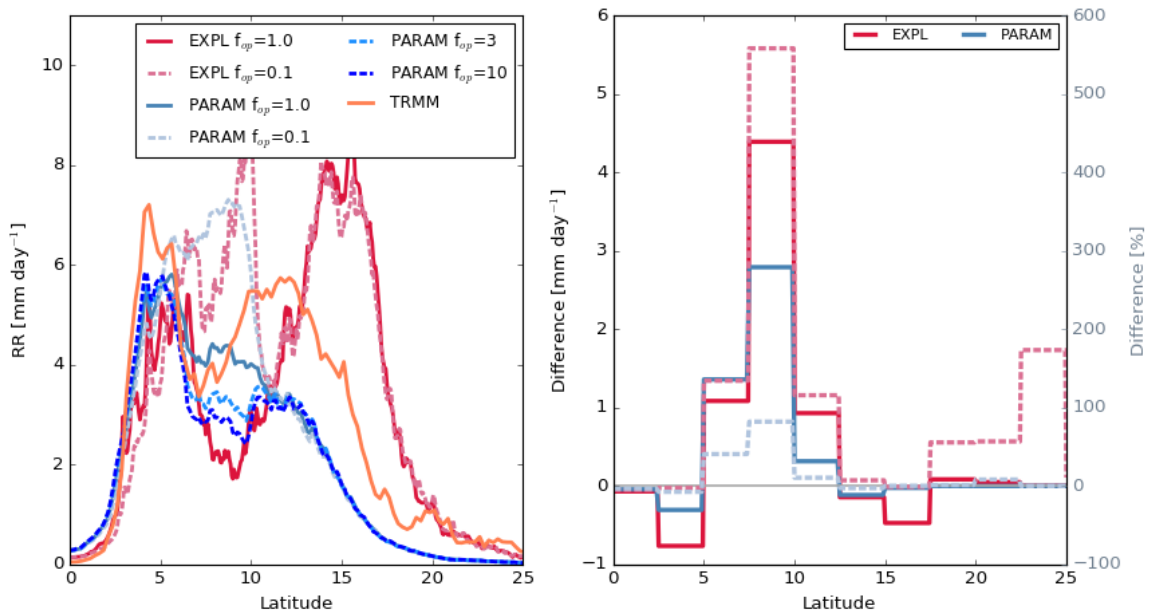 EXPL f_op=1.0
EXPL f_op=0.1
PARAM f_op=1.0
PARAM f_op=0.1
PARAM f_op=3
PARAM f_op=10
TRMM
RR [mm day⁻¹]
10
8
6
4
2
0
0 5 10 15 20 25
Latitude
EXPL PARAM
Difference [mm day⁻¹]
6
5
4
3
2
1
0
−1
0 5 10 15 20 25
Latitude
600
500
400
300
200
100
0
−100
Difference [%]